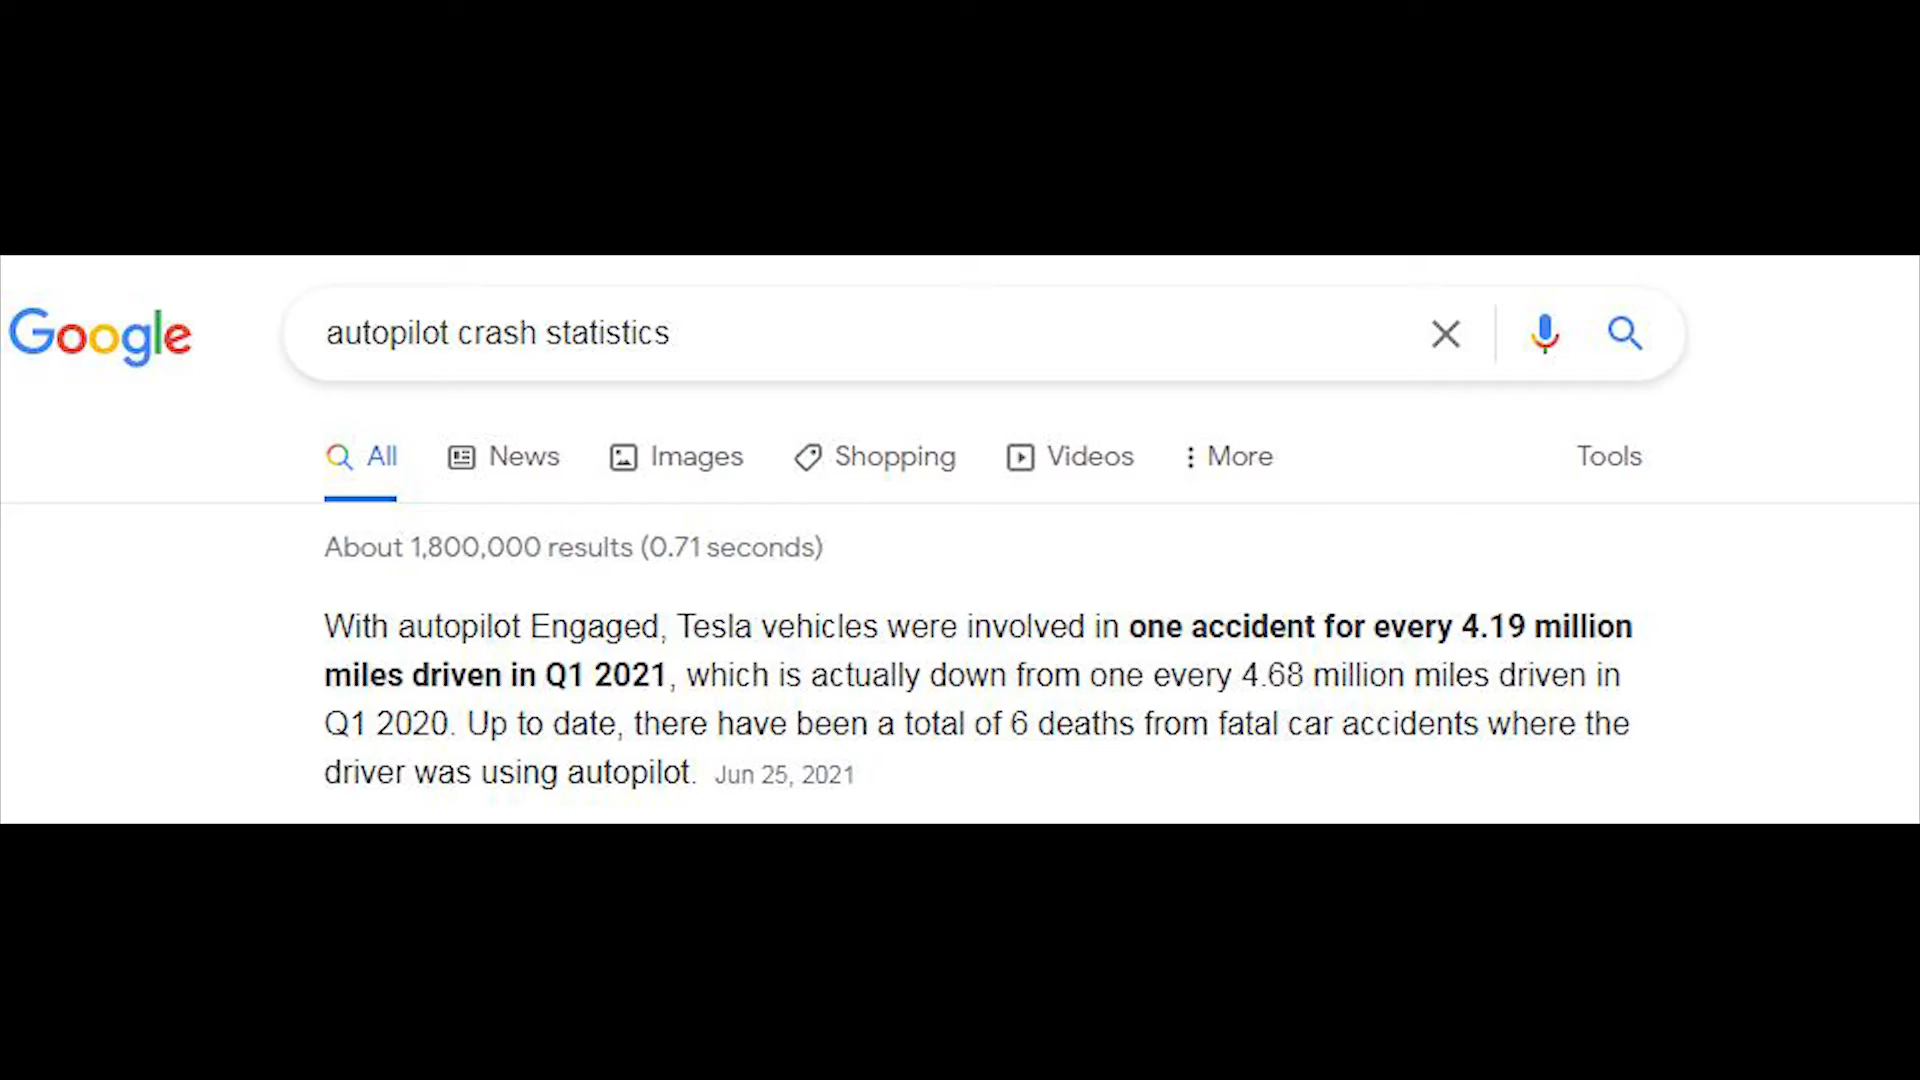 Google
autopilot crash statistics
All News Images Shopping Videos More Tools
About 1,800,000 results (0.71 seconds)
With autopilot Engaged, Tesla vehicles were involved in one accident for every 4.19 million
miles driven in Q1 2021, which is actually down from one every 4.68 million miles driven in
Q1 2020. Up to date, there have been a total of 6 deaths from fatal car accidents where the
driver was using autopilot. Jun 25, 2021